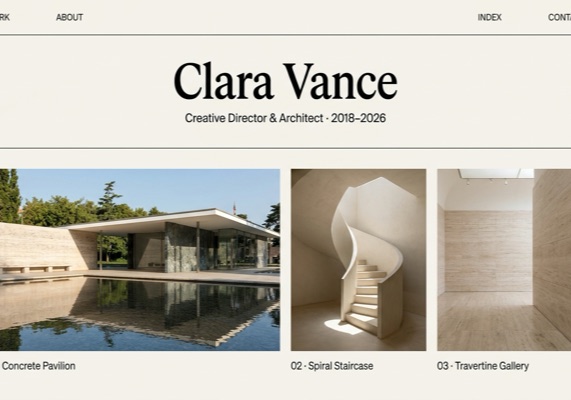 RK ABOUT INDEX CONTA
Clara Vance
Creative Director & Architect · 2018–2026
Concrete Pavilion
02 · Spiral Staircase
03 · Travertine Gallery